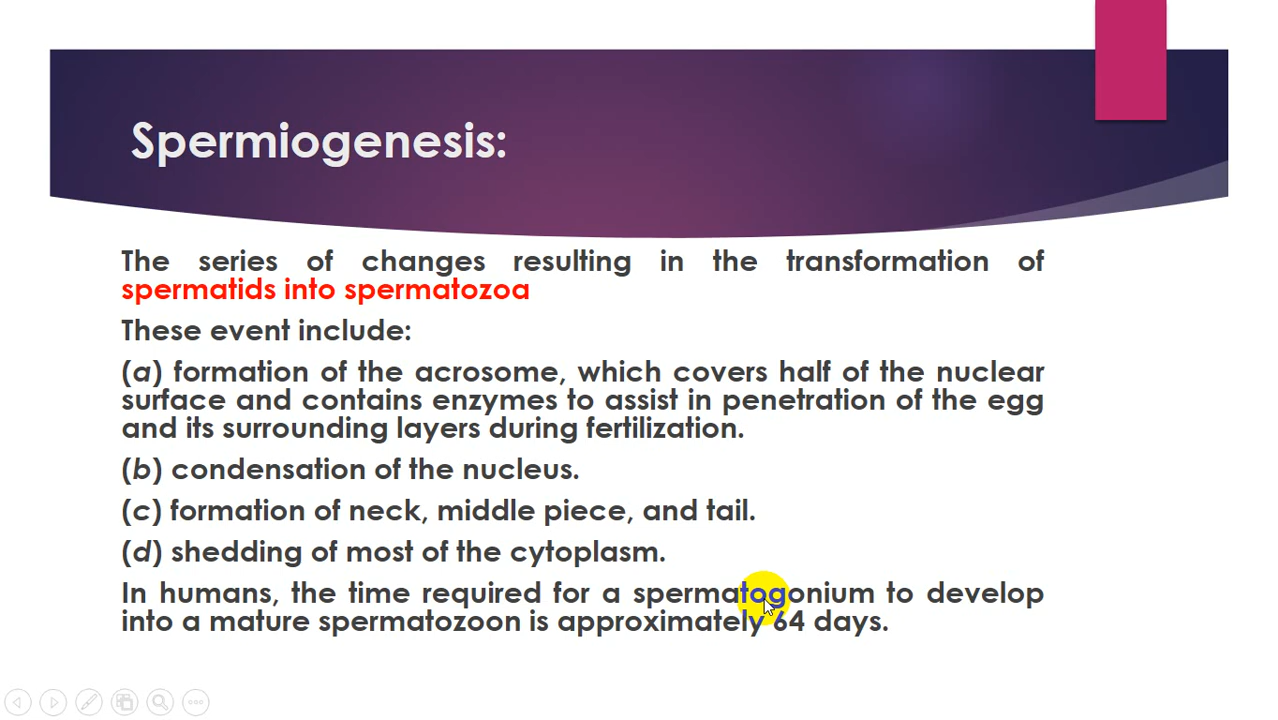 Spermiogenesis:
The series of changes resulting in the transformation of
spermatids into spermatozoa
These event include:
(a) formation of the acrosome, which covers half of the nuclear
surface and contains enzymes to assist in penetration of the egg
and its surrounding layers during fertilization.
(b) condensation of the nucleus.
(c) formation of neck, middle piece, and tail.
(d) shedding of most of the cytoplasm.
In humans, the time required for a spermatogonium to develop
into a mature spermatozoon is approximately 64 days.